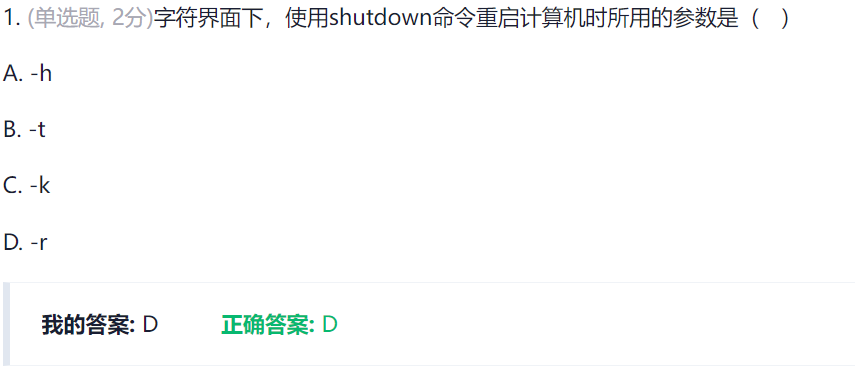 1. (单选题, 2分)字符界面下，使用shutdown命令重启计算机时所用的参数是（　）
A. -h
B. -t
C. -k
D. -r
我的答案: D 正确答案: D